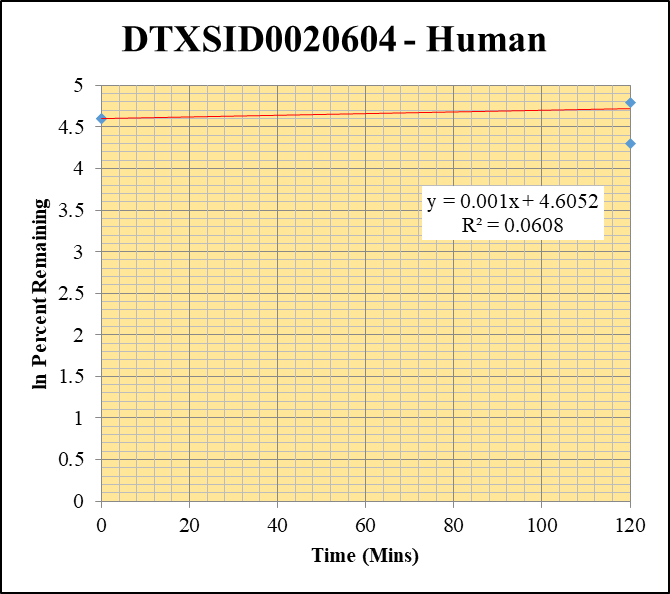 DTXSID0020604 - Human
5
4.5
4
3.5
3
2.5
2
1.5
1
0.5
0
ln Percent Remaining
y = 0.001x + 4.6052
R² = 0.0608
0 20 40 60 80 100 120
Time (Mins)